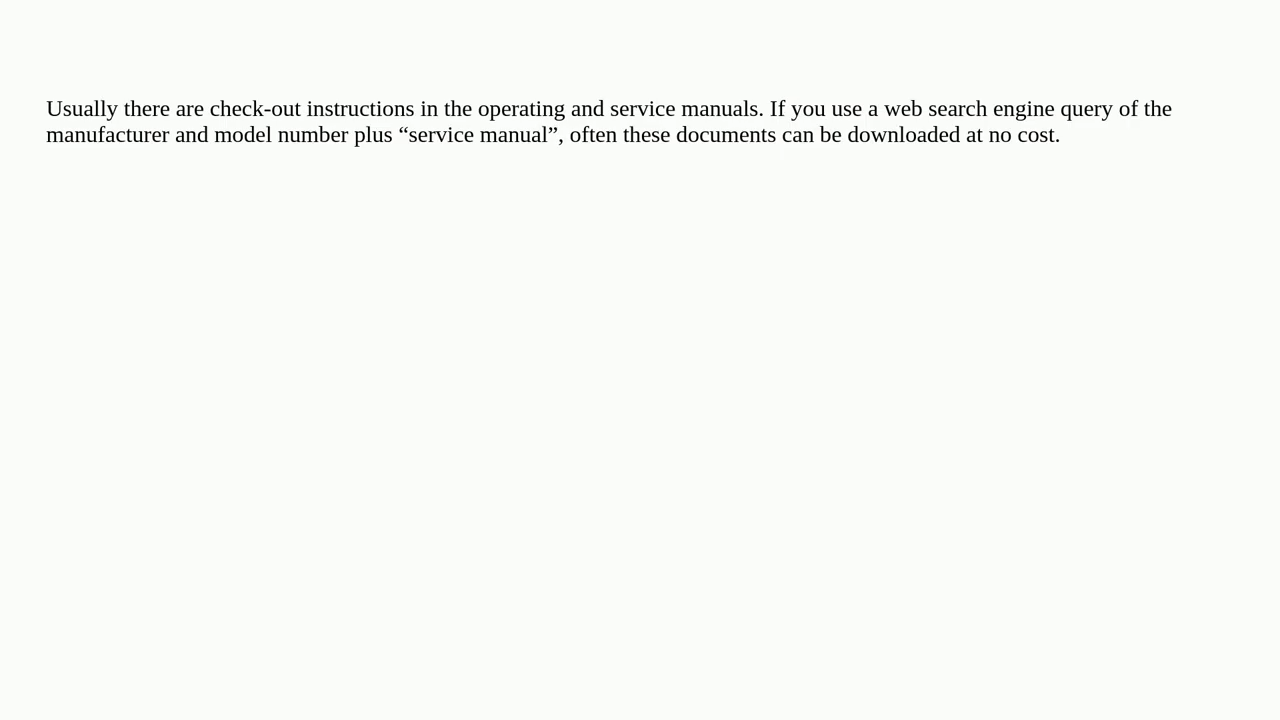 Usually there are check-out instructions in the operating and service manuals. If you use a web search engine query of the
manufacturer and model number plus “service manual”, often these documents can be downloaded at no cost.